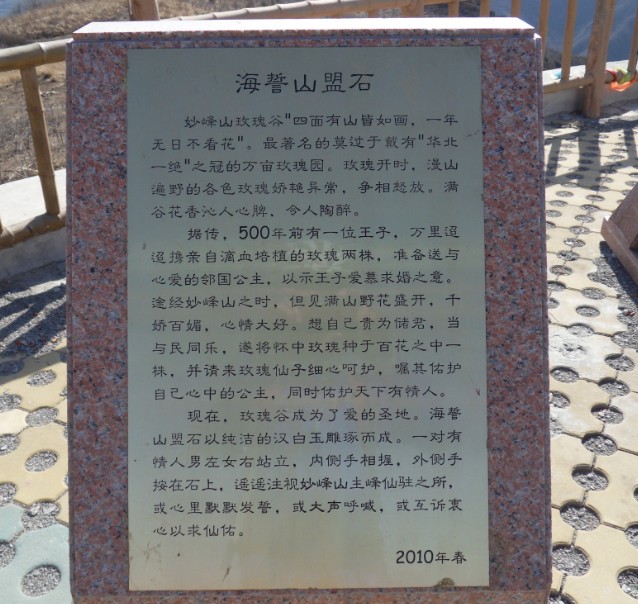 海誓山盟石
妙峰山玫瑰谷"四面有山皆如画，一年
无日不看花"。最著名的莫过于戴有"华北
一绝"之冠的万亩玫瑰园。玫瑰开时，漫山
遍野的各色玫瑰娇艳异常，争相怒放。满
谷花香沁人心脾，令人陶醉。
据传，500年前有一位王子，万里迢
迢携亲自滴血培植的玫瑰两株，准备送与
心爱的邻国公主，以示王子爱慕求婚之意。
途经妙峰山之时，但见满山野花盛开，千
娇百媚，心情大好。想自己贵为储君，当
与民同乐，遂将怀中玫瑰种于百花之中一
株，并请来玫瑰仙子细心呵护，嘱其佑护
自己心中的公主，同时佑护天下有情人。
现在，玫瑰谷成为了爱的圣地。海誓
山盟石以纯洁的汉白玉雕琢而成。一对有
情人男左女右站立，内侧手相握，外侧手
按在石上，遥遥注视妙峰山主峰仙驻之所，
或心里默默发誓，或大声呼喊，或互诉衷
心以求仙佑。
2010年春